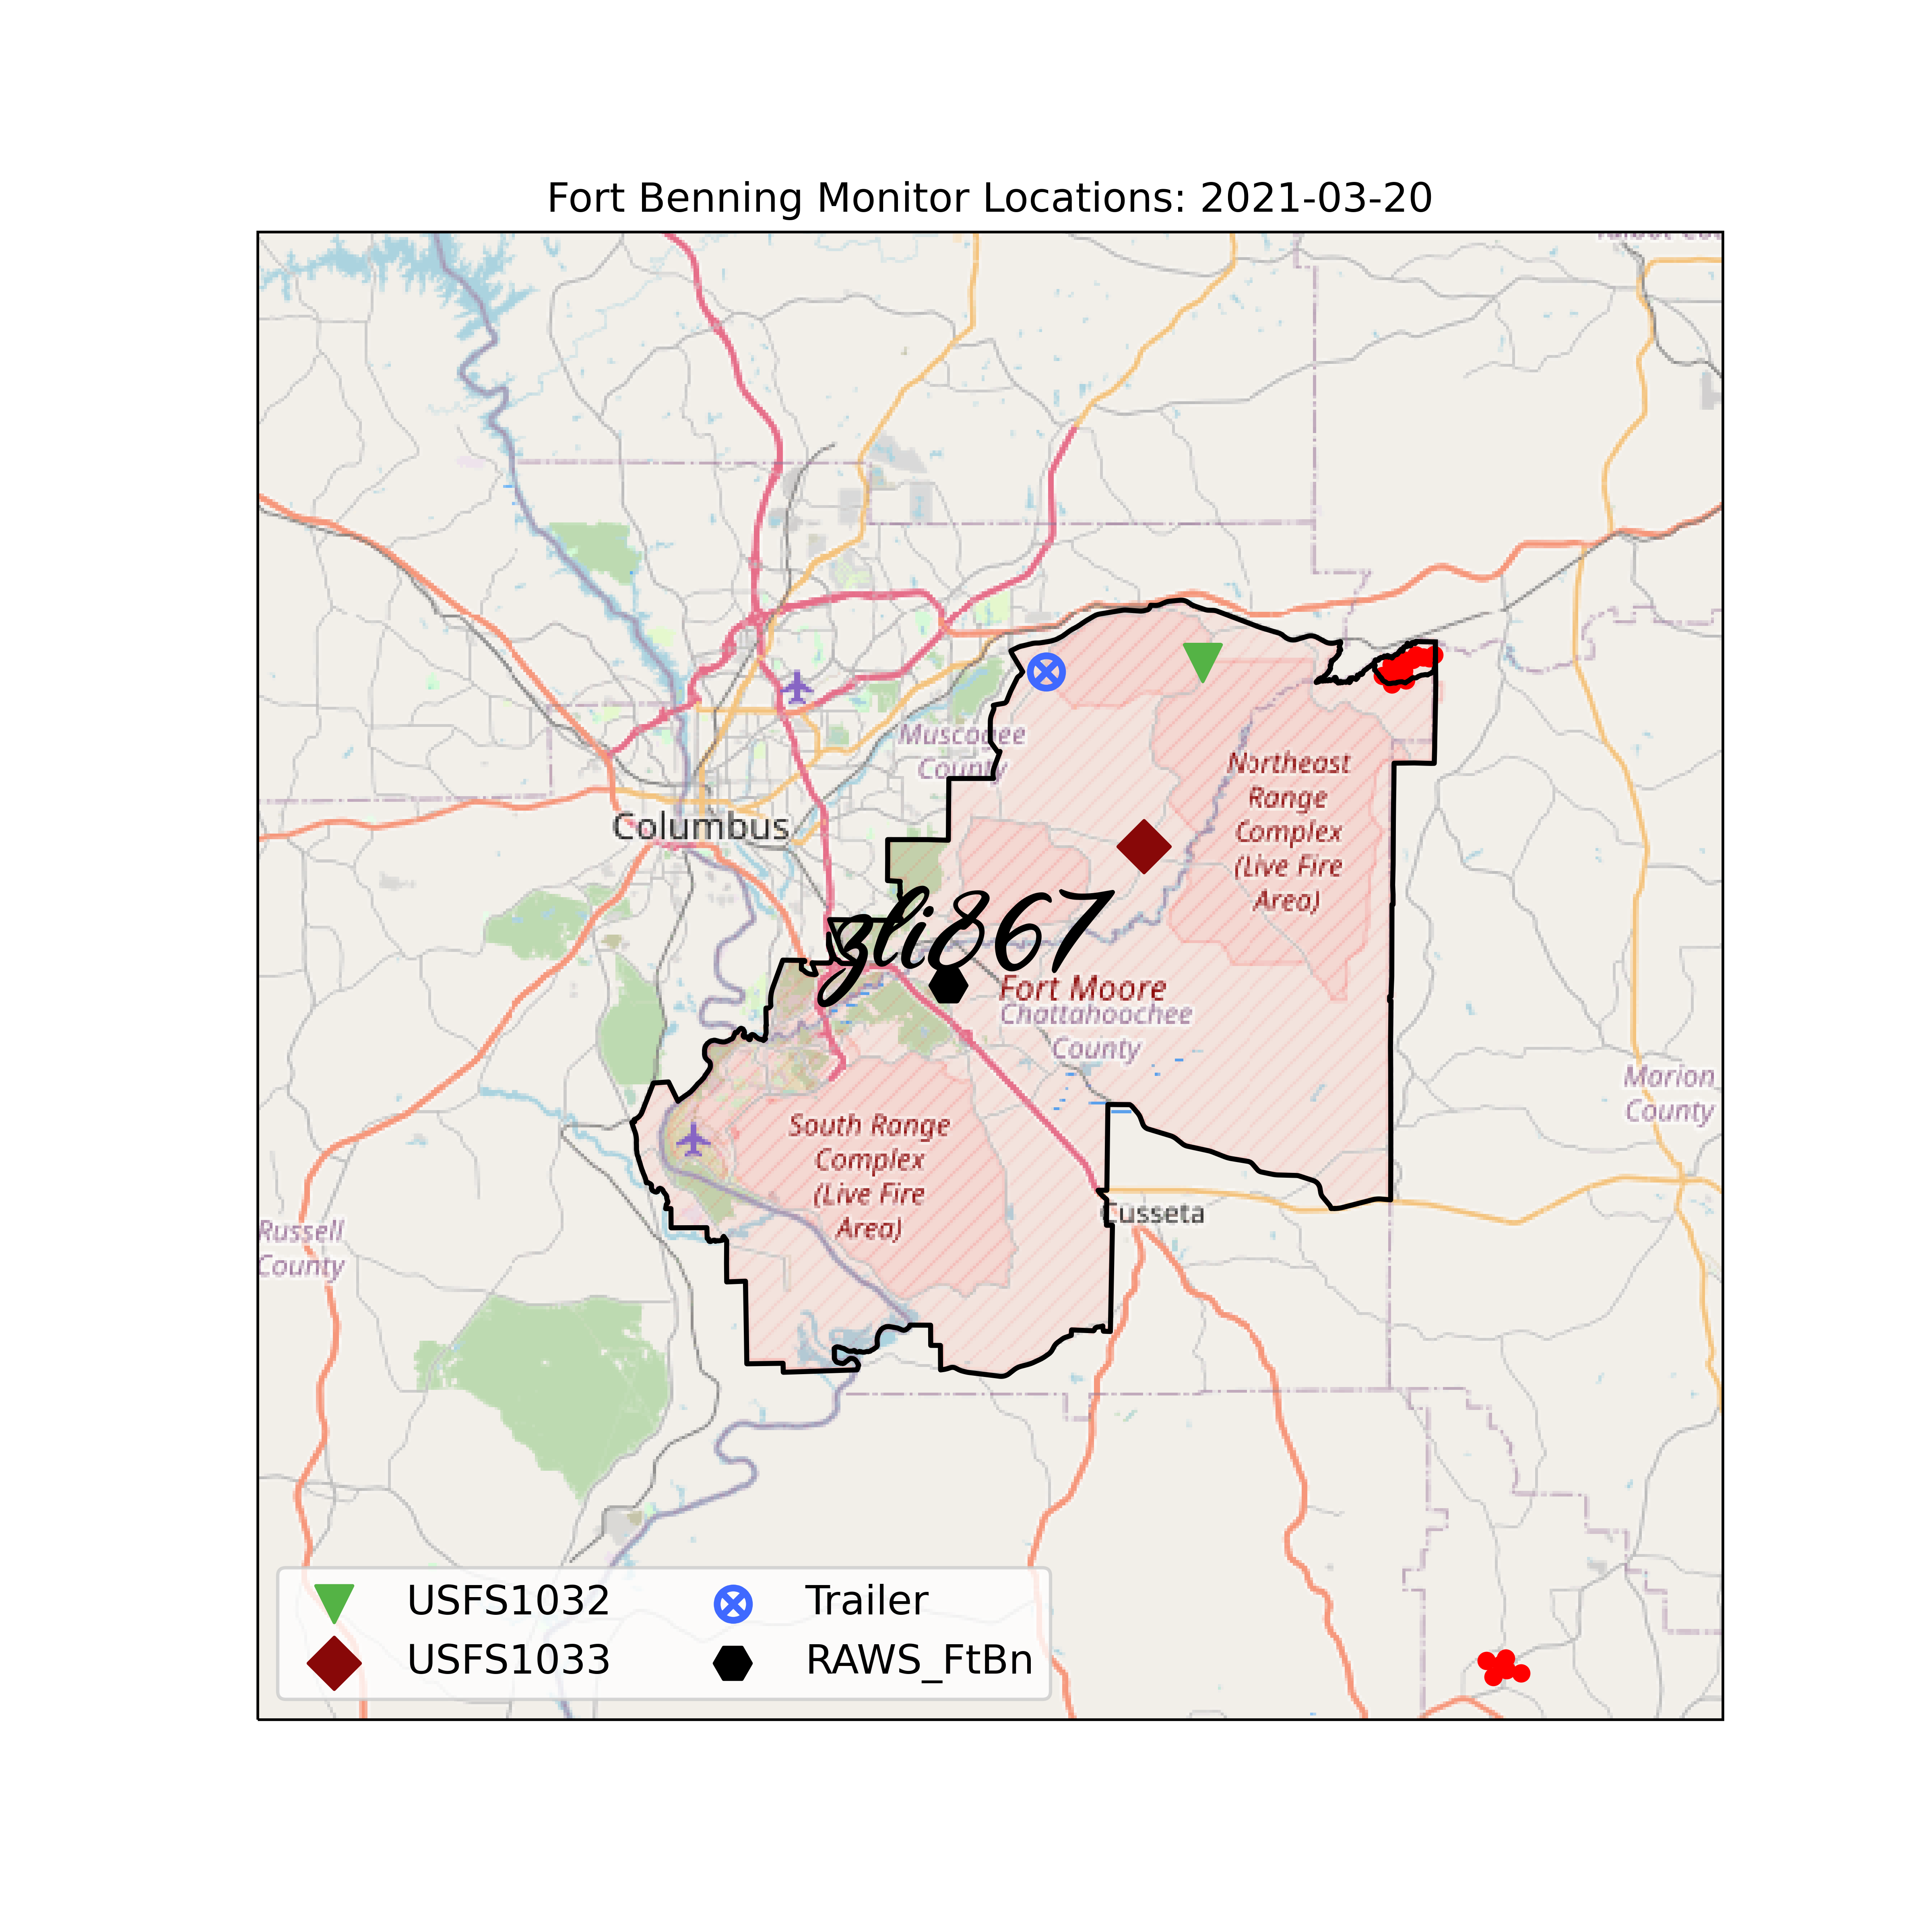 Fort Benning Monitor Locations: 2021-03-20
Muscogee
County
Northeast
Range
Complex
(Live Fire
Area)
Columbus
gli867
Fort Moore
Chattahoochee
County
Marion
County
South Range
Complex
(Live Fire
Area)
Cusseta
Russell
County
USFS1032
Trailer
USFS1033
RAWS_FtBn